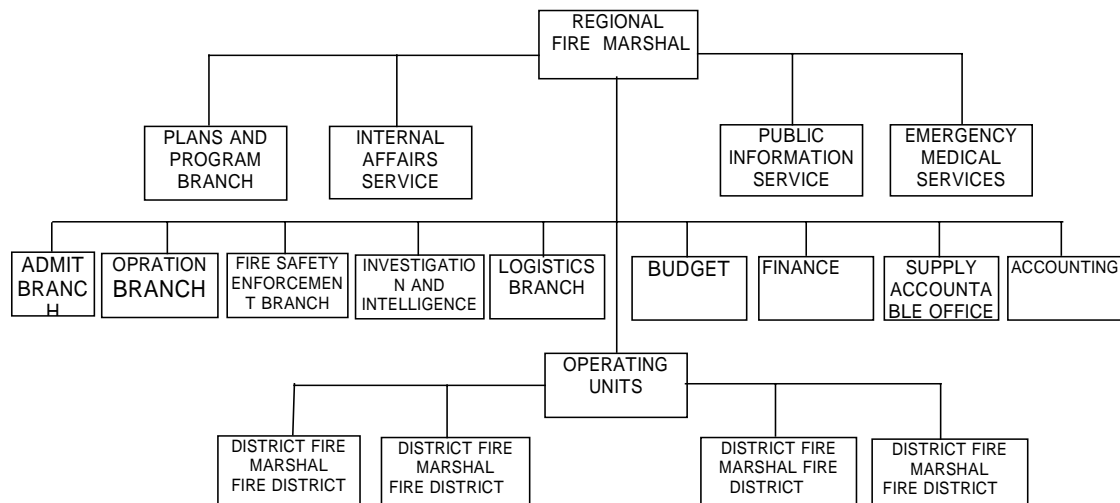 REGIONAL
FIRE MARSHAL
PLANS AND
PROGRAM
BRANCH
INTERNAL
AFFAIRS
SERVICE
PUBLIC
INFORMATION
SERVICE
EMERGENCY
MEDICAL
SERVICES
ADMIT
BRANC
H
OPRATION
BRANCH
FIRE SAFETY
ENFORCEMEN
T BRANCH
INVESTIGATIO
N AND
INTELLIGENCE
LOGISTICS
BRANCH
BUDGET
FINANCE
SUPPLY
ACCOUNTA
BLE OFFICE
ACCOUNTING
OPERATING
UNITS
DISTRICT FIRE
MARSHAL
FIRE DISTRICT
DISTRICT FIRE
MARSHAL
FIRE DISTRICT
DISTRICT FIRE
MARSHAL FIRE
DISTRICT
DISTRICT FIRE
MARSHAL
FIRE DISTRICT